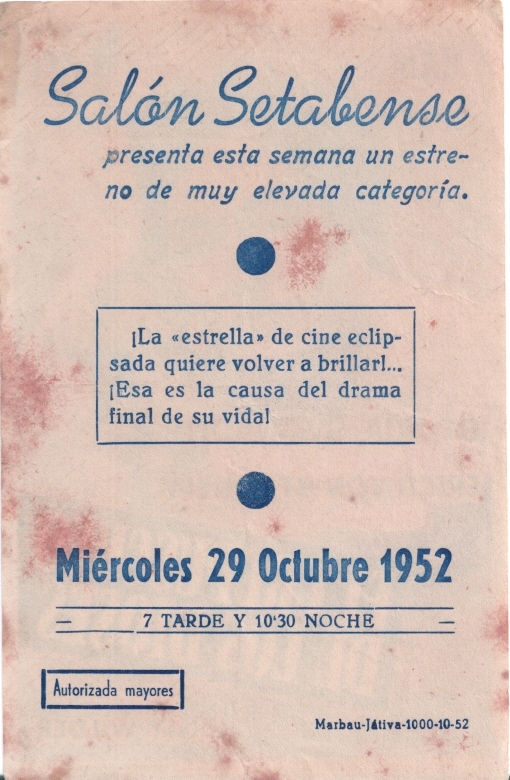 Salón Setabense
presenta esta semana un estre-
no de muy elevada categoría.
¡La «estrella» de cine eclip-
sada quiere volver a brillar!...
¡Esa es la causa del drama
final de su vida!
Miércoles 29 Octubre 1952
7 TARDE Y 10‘30 NOCHE
Autorizada mayores
Marbau-Játiva-1000-10-52